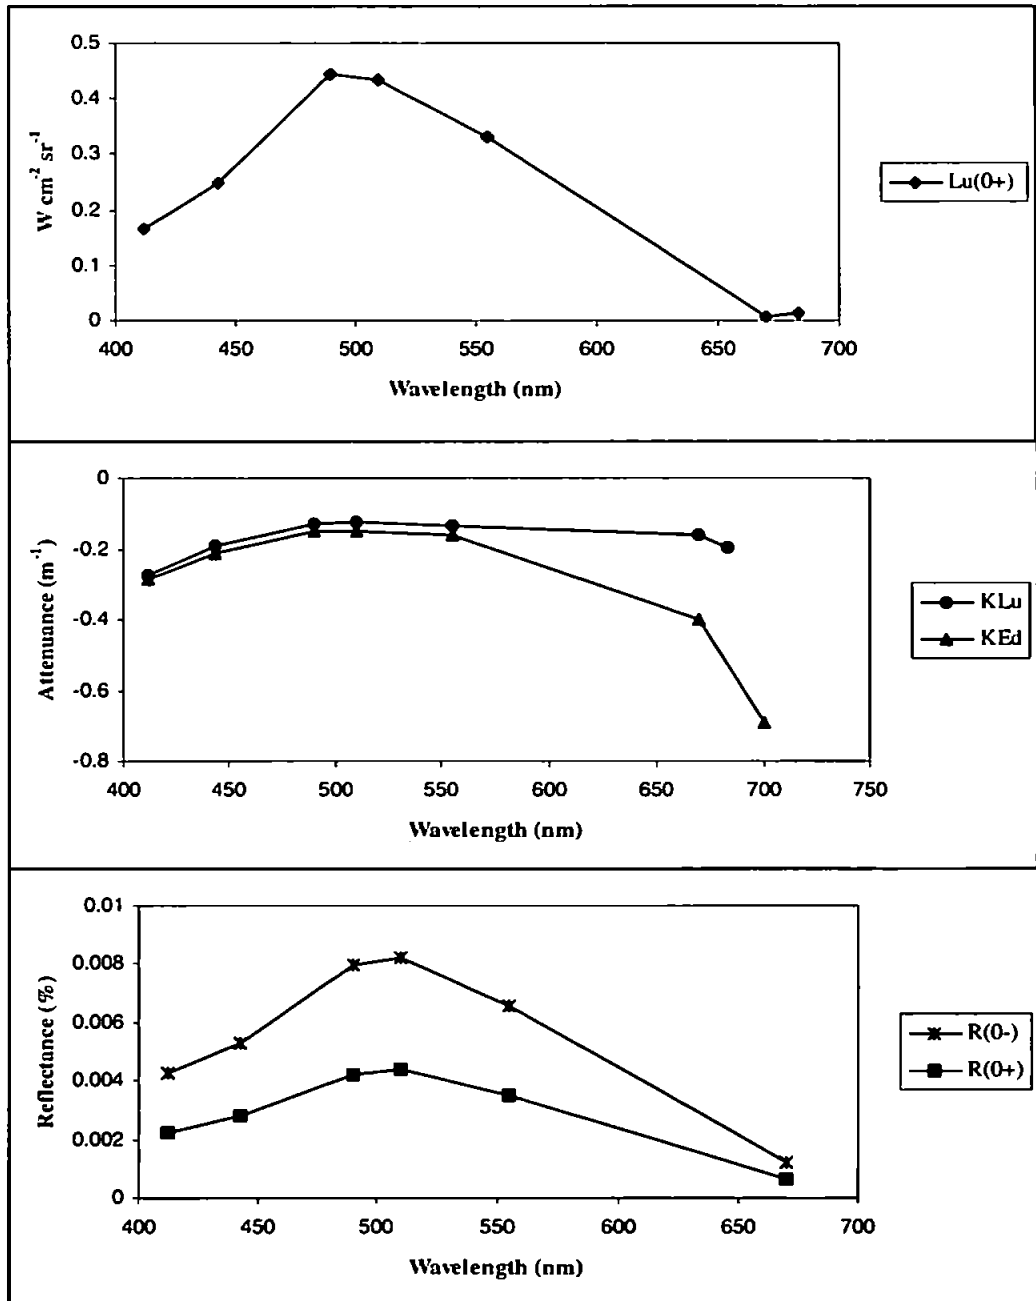 0.5
0.4
0.3
0.2
0.1
0
W cm-2 sr-1
400 450 500 550 600 650 700
Wavelength (nm)
Lu(0+)
0
-0.2
-0.4
-0.6
-0.8
Attenuance (m-1)
400 450 500 550 600 650 700 750
Wavelength (nm)
KLu
KEd
0.01
0.008
0.006
0.004
0.002
0
Reflectance (%)
400 450 500 550 600 650 700
Wavelength (nm)
R(0-)
R(0+)